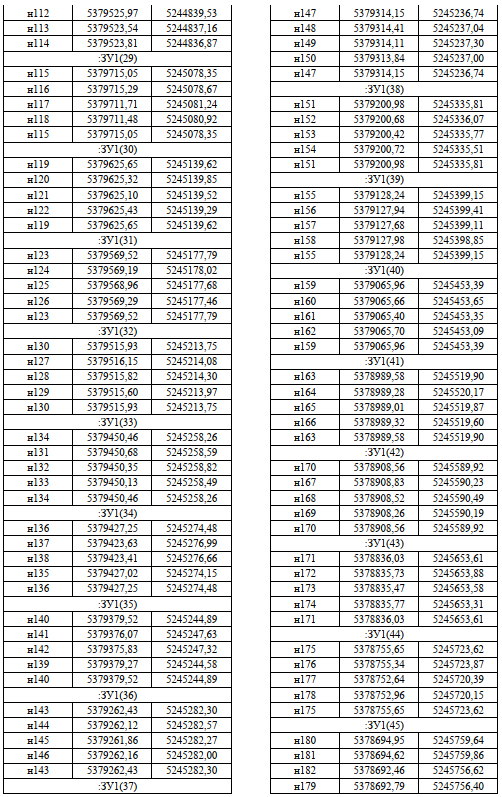 н112 5379525,97 5244839,53
н113 5379523,54 5244837,16
н114 5379523,81 5244836,87
:ЗУ1(29)
н115 5379715,05 5245078,35
н116 5379715,29 5245078,67
н117 5379711,71 5245081,24
н118 5379711,48 5245080,92
н115 5379715,05 5245078,35
:ЗУ1(30)
н119 5379625,65 5245139,62
н120 5379625,32 5245139,85
н121 5379625,10 5245139,52
н122 5379625,43 5245139,29
н119 5379625,65 5245139,62
:ЗУ1(31)
н123 5379569,52 5245177,79
н124 5379569,19 5245178,02
н125 5379568,96 5245177,68
н126 5379569,29 5245177,46
н123 5379569,52 5245177,79
:ЗУ1(32)
н130 5379515,93 5245213,75
н127 5379516,15 5245214,08
н128 5379515,82 5245214,30
н129 5379515,60 5245213,97
н130 5379515,93 5245213,75
:ЗУ1(33)
н134 5379450,46 5245258,26
н131 5379450,68 5245258,59
н132 5379450,35 5245258,82
н133 5379450,13 5245258,49
н134 5379450,46 5245258,26
:ЗУ1(34)
н136 5379427,25 5245274,48
н137 5379423,63 5245276,99
н138 5379423,41 5245276,66
н135 5379427,02 5245274,15
н136 5379427,25 5245274,48
:ЗУ1(35)
н140 5379379,52 5245244,89
н141 5379376,07 5245247,63
н142 5379375,83 5245247,32
н139 5379379,27 5245244,58
н140 5379379,52 5245244,89
:ЗУ1(36)
н143 5379262,43 5245282,30
н144 5379262,12 5245282,57
н145 5379261,86 5245282,27
н146 5379262,16 5245282,00
н143 5379262,43 5245282,30
:ЗУ1(37)
н147 5379314,15 5245236,74
н148 5379314,41 5245237,04
н149 5379314,11 5245237,30
н150 5379313,84 5245237,00
н147 5379314,15 5245236,74
:ЗУ1(38)
н151 5379200,98 5245335,81
н152 5379200,68 5245336,07
н153 5379200,42 5245335,77
н154 5379200,72 5245335,51
н151 5379200,98 5245335,81
:ЗУ1(39)
н155 5379128,24 5245399,15
н156 5379127,94 5245399,41
н157 5379127,68 5245399,11
н158 5379127,98 5245398,85
н155 5379128,24 5245399,15
:ЗУ1(40)
н159 5379065,96 5245453,39
н160 5379065,66 5245453,65
н161 5379065,40 5245453,35
н162 5379065,70 5245453,09
н159 5379065,96 5245453,39
:ЗУ1(41)
н163 5378989,58 5245519,90
н164 5378989,28 5245520,17
н165 5378989,01 5245519,87
н166 5378989,32 5245519,60
н163 5378989,58 5245519,90
:ЗУ1(42)
н170 5378908,56 5245589,92
н167 5378908,83 5245590,23
н168 5378908,52 5245590,49
н169 5378908,26 5245590,19
н170 5378908,56 5245589,92
:ЗУ1(43)
н171 5378836,03 5245653,61
н172 5378835,73 5245653,88
н173 5378835,47 5245653,58
н174 5378835,77 5245653,31
н171 5378836,03 5245653,61
:ЗУ1(44)
н175 5378755,65 5245723,62
н176 5378755,34 5245723,87
н177 5378752,64 5245720,39
н178 5378752,96 5245720,15
н175 5378755,65 5245723,62
:ЗУ1(45)
н180 5378694,95 5245759,64
н181 5378694,62 5245759,86
н182 5378692,46 5245756,62
н179 5378692,79 5245756,40